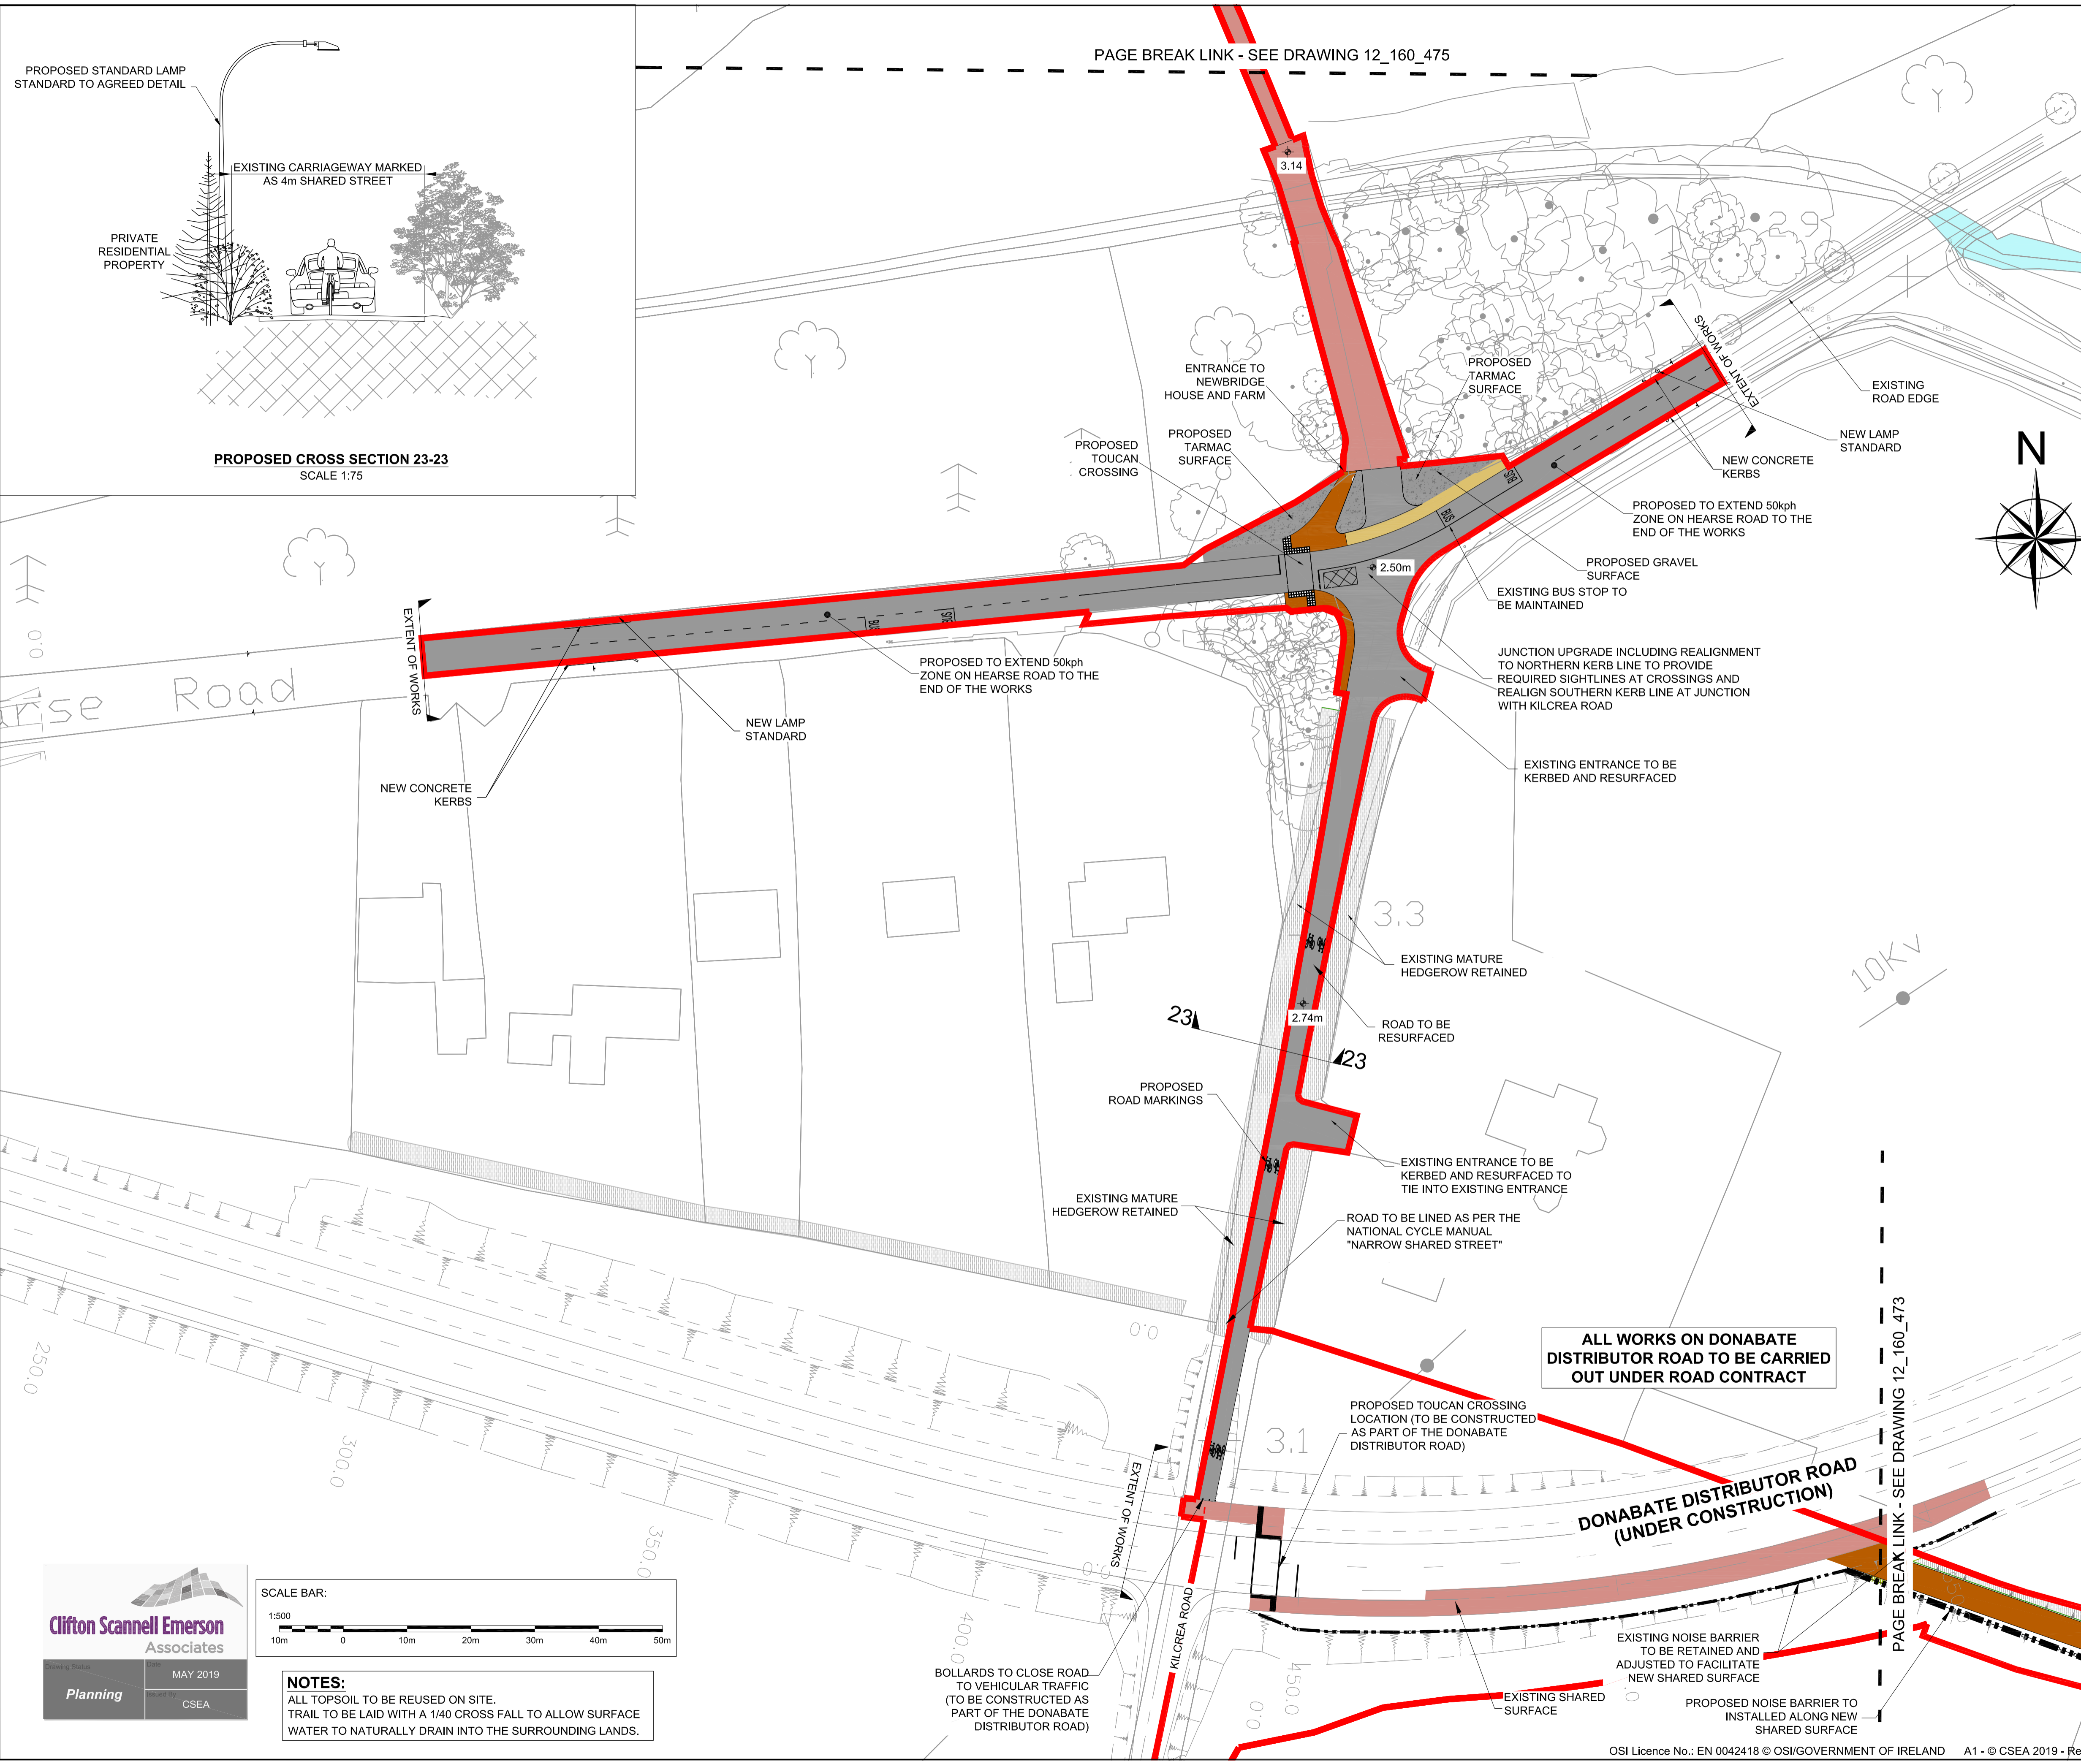 PAGE BREAK LINK - SEE DRAWING 12_160_475
PROPOSED STANDARD LAMP
STANDARD TO AGREED DETAIL
EXISTING CARRIAGEWAY MARKED
AS 4m SHARED STREET
PRIVATE
RESIDENTIAL
PROPERTY
PROPOSED CROSS SECTION 23-23
SCALE 1:75
3.14
29
EXTENT OF WORKS
ENTRANCE TO
NEWBRIDGE
HOUSE AND FARM
PROPOSED
TARMAC
SURFACE
EXISTING
ROAD EDGE
PROPOSED
TOUCAN
CROSSING
PROPOSED
TARMAC
SURFACE
NEW LAMP
STANDARD
N
NEW CONCRETE
KERBS
BUS
BUS
PROPOSED TO EXTEND 50kph
ZONE ON HEARSE ROAD TO THE
END OF THE WORKS
PROPOSED GRAVEL
SURFACE
2.50m
EXISTING BUS STOP TO
BE MAINTAINED
0.0
EXTENT OF WORKS
BUS
BUS
Road
PROPOSED TO EXTEND 50kph
ZONE ON HEARSE ROAD TO THE
END OF THE WORKS
JUNCTION UPGRADE INCLUDING REALIGNMENT
TO NORTHERN KERB LINE TO PROVIDE
REQUIRED SIGHTLINES AT CROSSINGS AND
REALIGN SOUTHERN KERB LINE AT JUNCTION
WITH KILCREA ROAD
NEW LAMP
STANDARD
NEW CONCRETE
KERBS
EXISTING ENTRANCE TO BE
KERBED AND RESURFACED
3.3
EXISTING MATURE
HEDGEROW RETAINED
10KV
23
2.74m
ROAD TO BE
RESURFACED
23
PROPOSED
ROAD MARKINGS
EXISTING ENTRANCE TO BE
KERBED AND RESURFACED TO
TIE INTO EXISTING ENTRANCE
EXISTING MATURE
HEDGEROW RETAINED
ROAD TO BE LINED AS PER THE
NATIONAL CYCLE MANUAL
"NARROW SHARED STREET"
0.0
250.0
300.0
350.0
400.0
450.0
0.0
0.0
ALL WORKS ON DONABATE
DISTRIBUTOR ROAD TO BE CARRIED
OUT UNDER ROAD CONTRACT
PAGE BREAK LINK - SEE DRAWING 12_160_473
PROPOSED TOUCAN CROSSING
LOCATION (TO BE CONSTRUCTED
AS PART OF THE DONABATE
DISTRIBUTOR ROAD)
3.1
EXTENT OF WORKS
DONABATE DISTRIBUTOR ROAD
(UNDER CONSTRUCTION)
KILCREA ROAD
BOLLARDS TO CLOSE ROAD
TO VEHICULAR TRAFFIC
(TO BE CONSTRUCTED AS
PART OF THE DONABATE
DISTRIBUTOR ROAD)
EXISTING NOISE BARRIER
TO BE RETAINED AND
ADJUSTED TO FACILITATE
NEW SHARED SURFACE
EXISTING SHARED
SURFACE
PROPOSED NOISE BARRIER TO
INSTALLED ALONG NEW
SHARED SURFACE
Clifton Scannell Emerson
Associates
Drawing Status
Planning
Date
MAY 2019
Issued By
CSEA
SCALE BAR:
1:500
10m 0 10m 20m 30m 40m 50m
NOTES:
ALL TOPSOIL TO BE REUSED ON SITE.
TRAIL TO BE LAID WITH A 1/40 CROSS FALL TO ALLOW SURFACE
WATER TO NATURALLY DRAIN INTO THE SURROUNDING LANDS.
OSI Licence No.: EN 0042418 © OSI/GOVERNMENT OF IRELAND A1 - © CSEA 2019 - Re